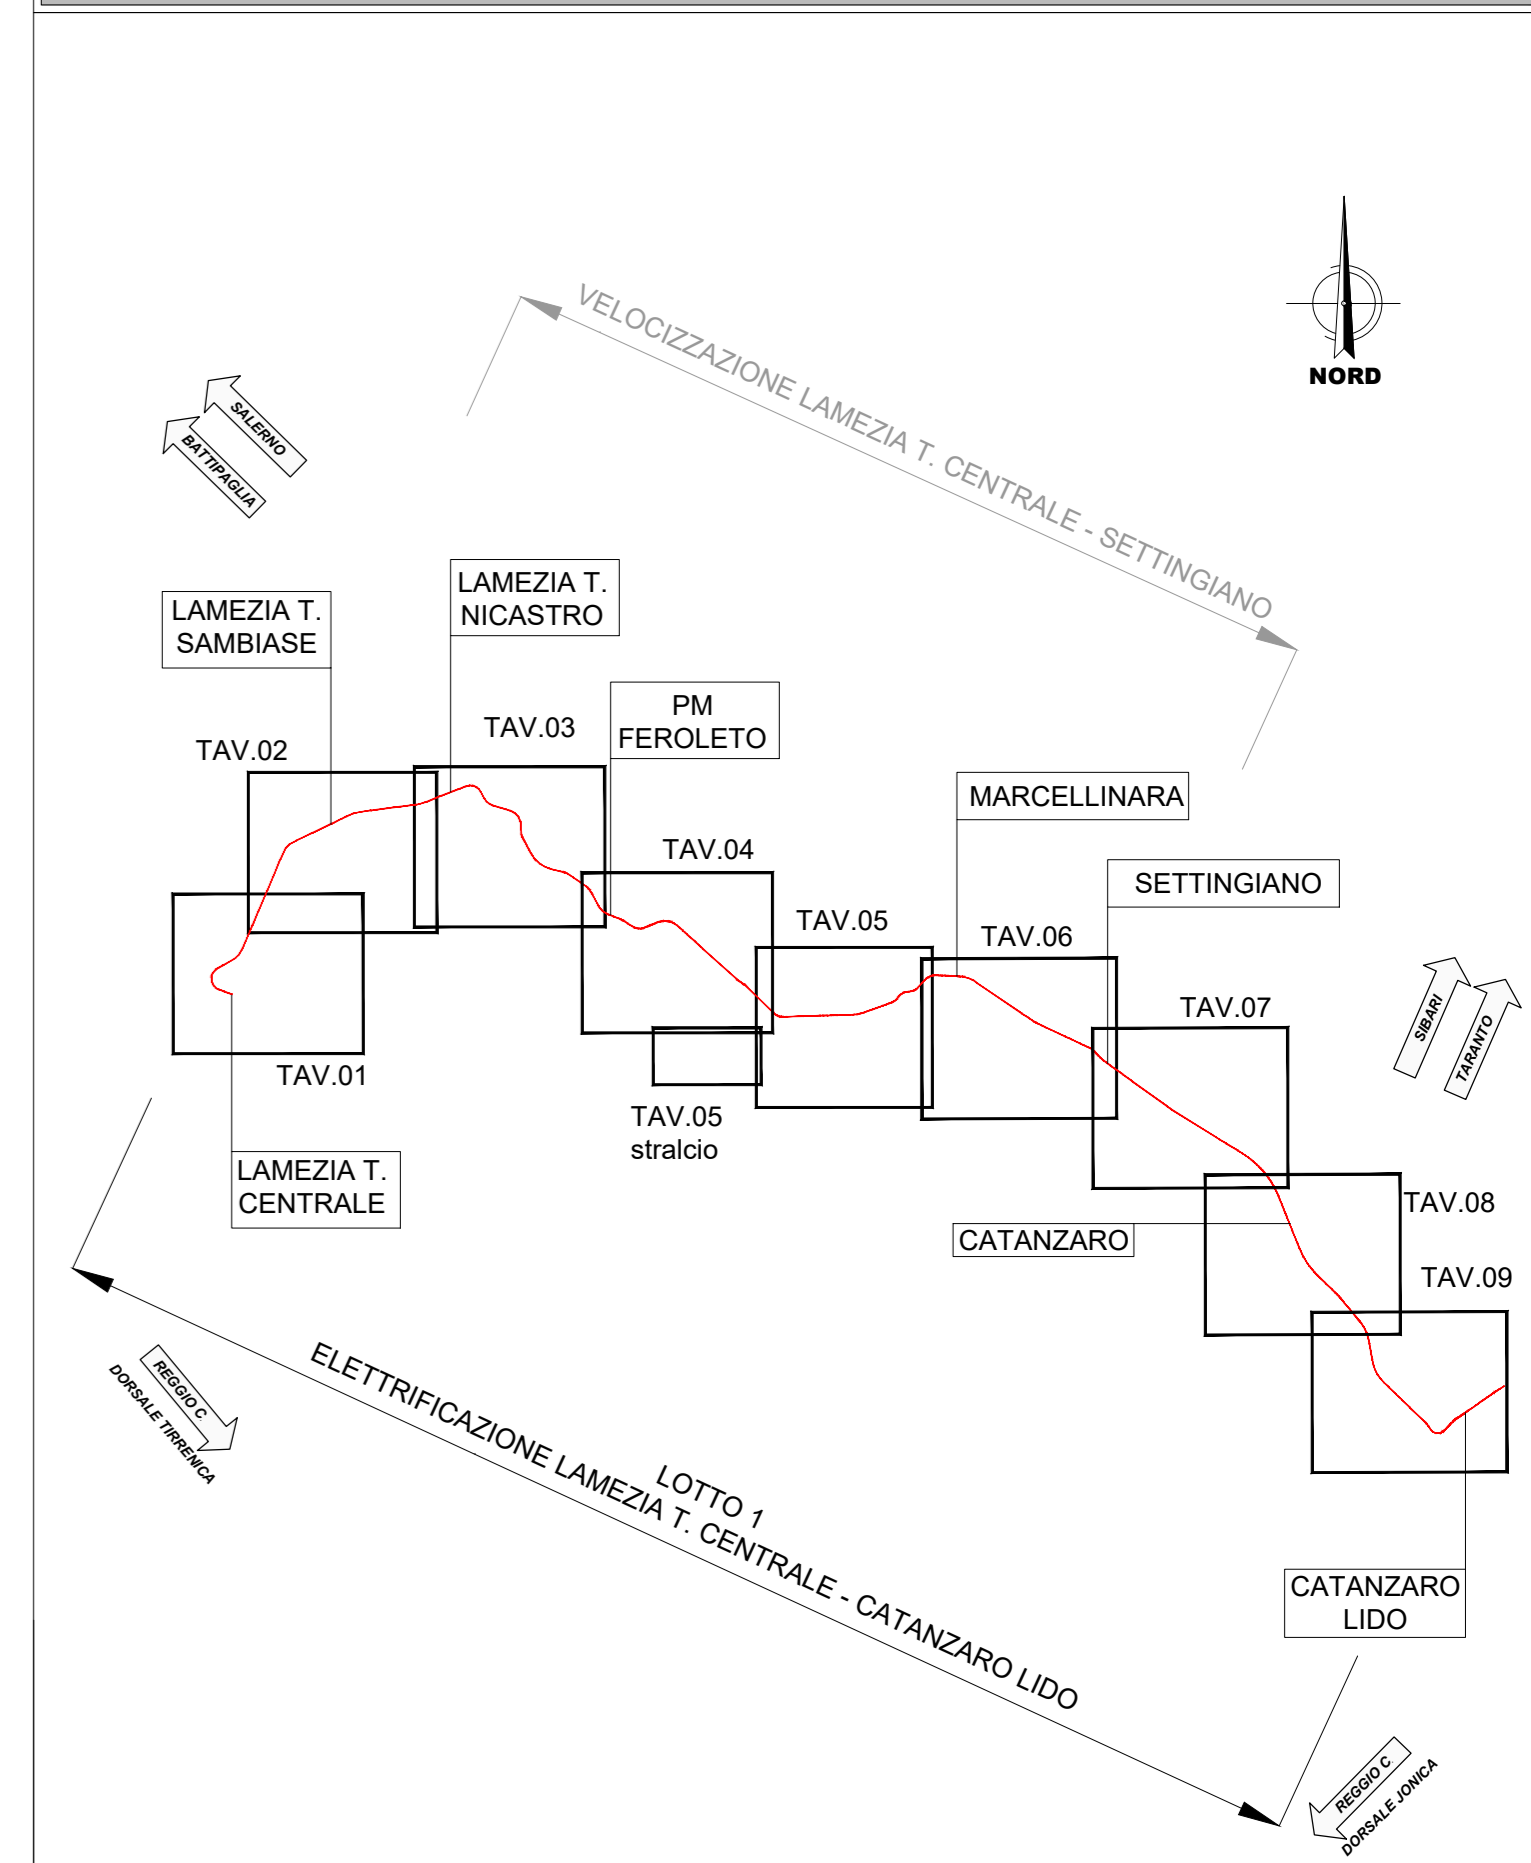 NORD
VELOCIZZAZIONE LAMEZIA T. CENTRALE - SETTINGIANO
SALERNO
BATTIPAGLIA
LAMEZIA T.
NICASTRO
LAMEZIA T.
SAMBIASE
PM
FEROLETO
TAV.03
TAV.02
MARCELLINARA
TAV.04
SETTINGIANO
TAV.05
TAV.06
TAV.07
SIBARI
TARANTO
TAV.01
TAV.05
stralcio
LAMEZIA T.
CENTRALE
TAV.08
CATANZARO
TAV.09
REGGIO C.
DORSALE TIRRENICA
LOTTO 1
ELETTRIFICAZIONE LAMEZIA T. CENTRALE - CATANZARO LIDO
CATANZARO
LIDO
REGGIO C.
DORSALE JONICA